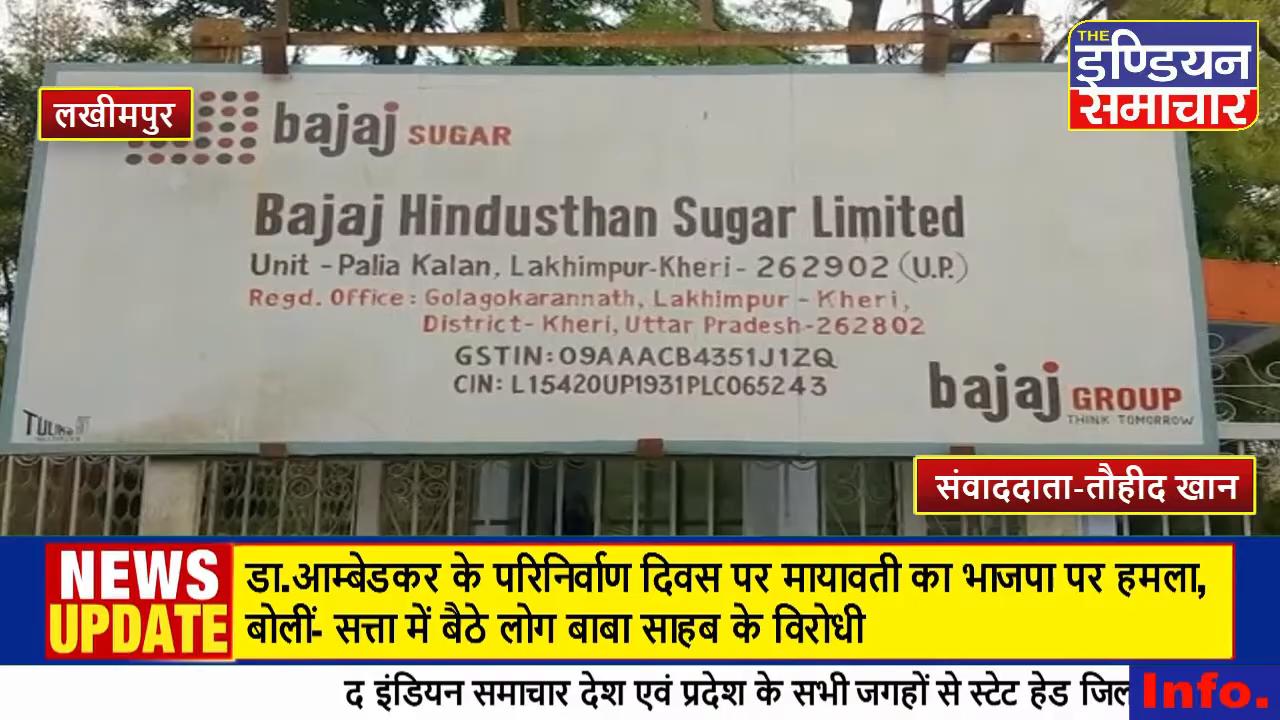 THE
इण्डियन
समाचार
लखीमपुर
bajaj SUGAR
Bajaj Hindusthan Sugar Limited
Unit - Palia Kalan, Lakhimpur-Kheri - 262902 (U.P.)
Regd. Office : Golagokarannath, Lakhimpur - Kheri,
District- Kheri, Uttar Pradesh-262802
GSTIN: 09AAACB4351J1ZQ
CIN: L15420UP1931PLC065243
bajaj GROUP
THINK TOMORROW
संवाददाता-तौहीद खान
NEWS
UPDATE
डा.आम्बेडकर के परिनिर्वाण दिवस पर मायावती का भाजपा पर हमला,
बोलीं- सत्ता में बैठे लोग बाबा साहब के विरोधी
द इंडियन समाचार देश एवं प्रदेश के सभी जगहों से स्टेट हेड
Info.